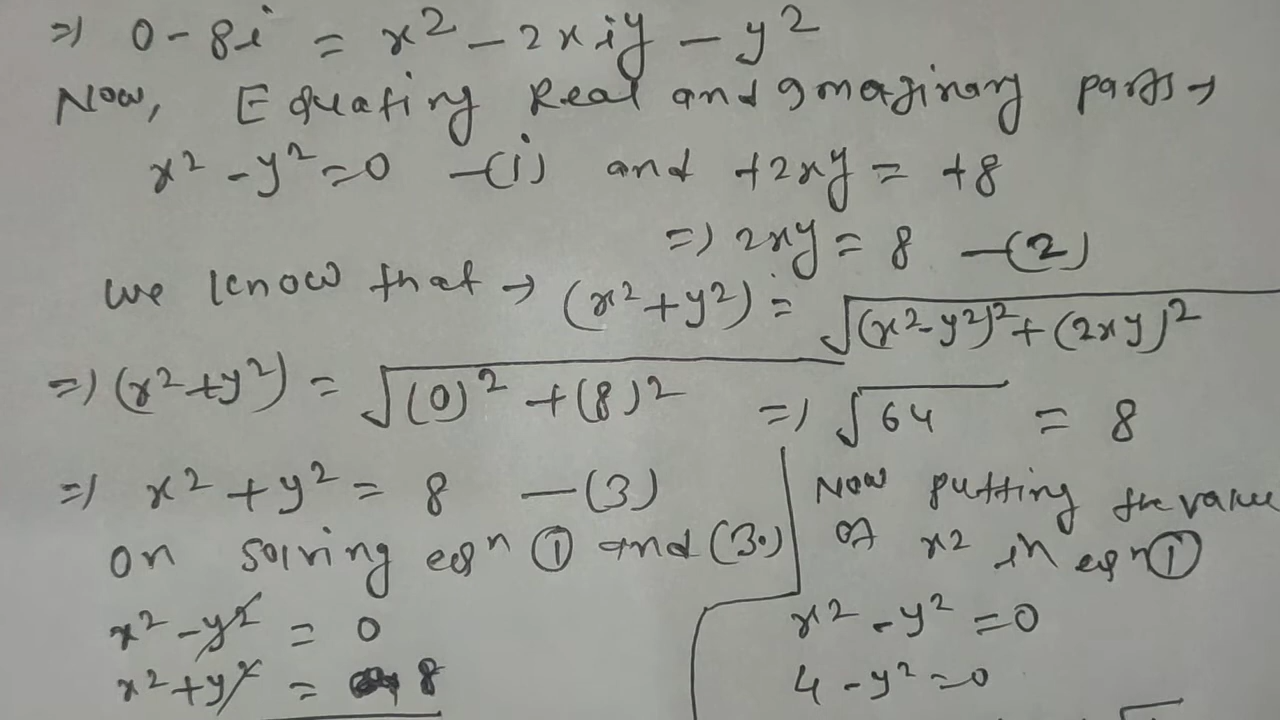 =) 0 - 8i = x² - 2xiy - y²
Now, Equating Real and Imaginary parts →
x² - y² = 0 —(i) and +2xy = +8
=) 2xy = 8 —(2)
we know that → (x² + y²) = √(x² - y²)² + (2xy)²
=) (x² + y²) = √(0)² + (8)² =) √64 = 8
=) x² + y² = 8 —(3)
on solving eqⁿ ① and (3.)
x² - y² = 0
x² + y² = 8
Now putting the value
of x² in eqⁿ ①
x² - y² = 0
4 - y² = 0